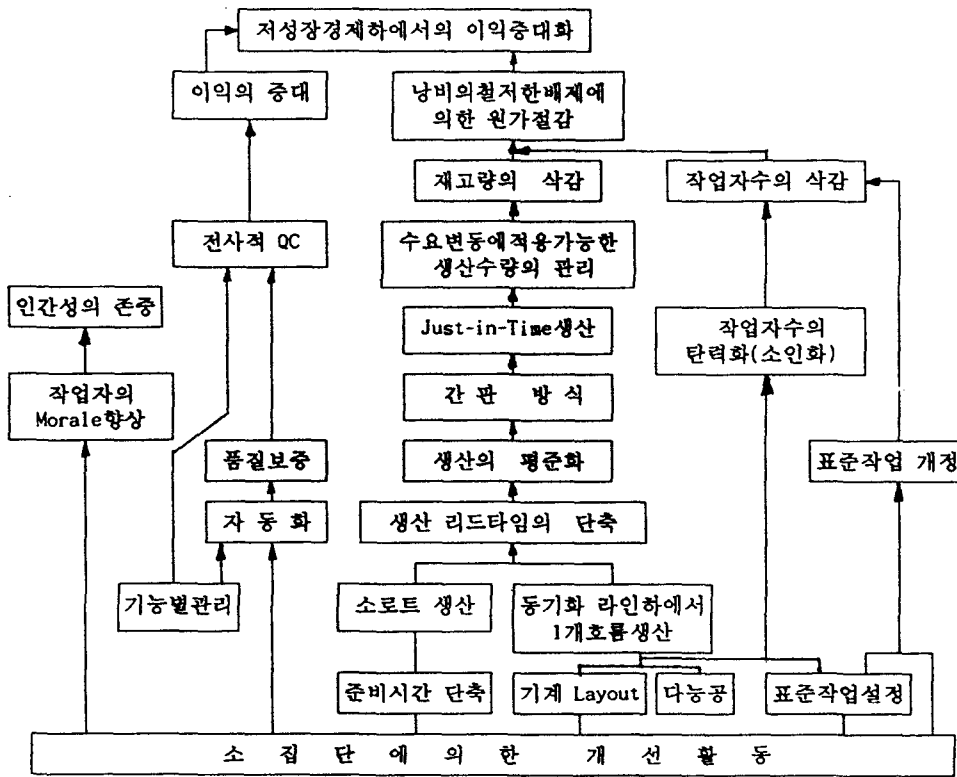 저성장경제하에서의 이익증대화
이익의 증대
낭비의철저한배제에
의한 원가절감
재고량의 삭감
작업자수의 삭감
전사적 QC
수요변동에적용가능한
생산수량의 관리
인간성의 존중
Just-in-Time생산
작업자수의
탄력화(소인화)
작업자의
Morale향상
간판 방식
품질보증
생산의 평준화
표준작업 개정
자동화
생산 리드타임의 단축
기능별관리
소로트 생산
동기화 라인하에서
1개흐름생산
준비시간 단축
기계 Layout
다능공
표준작업설정
소집단에의한 개선활동